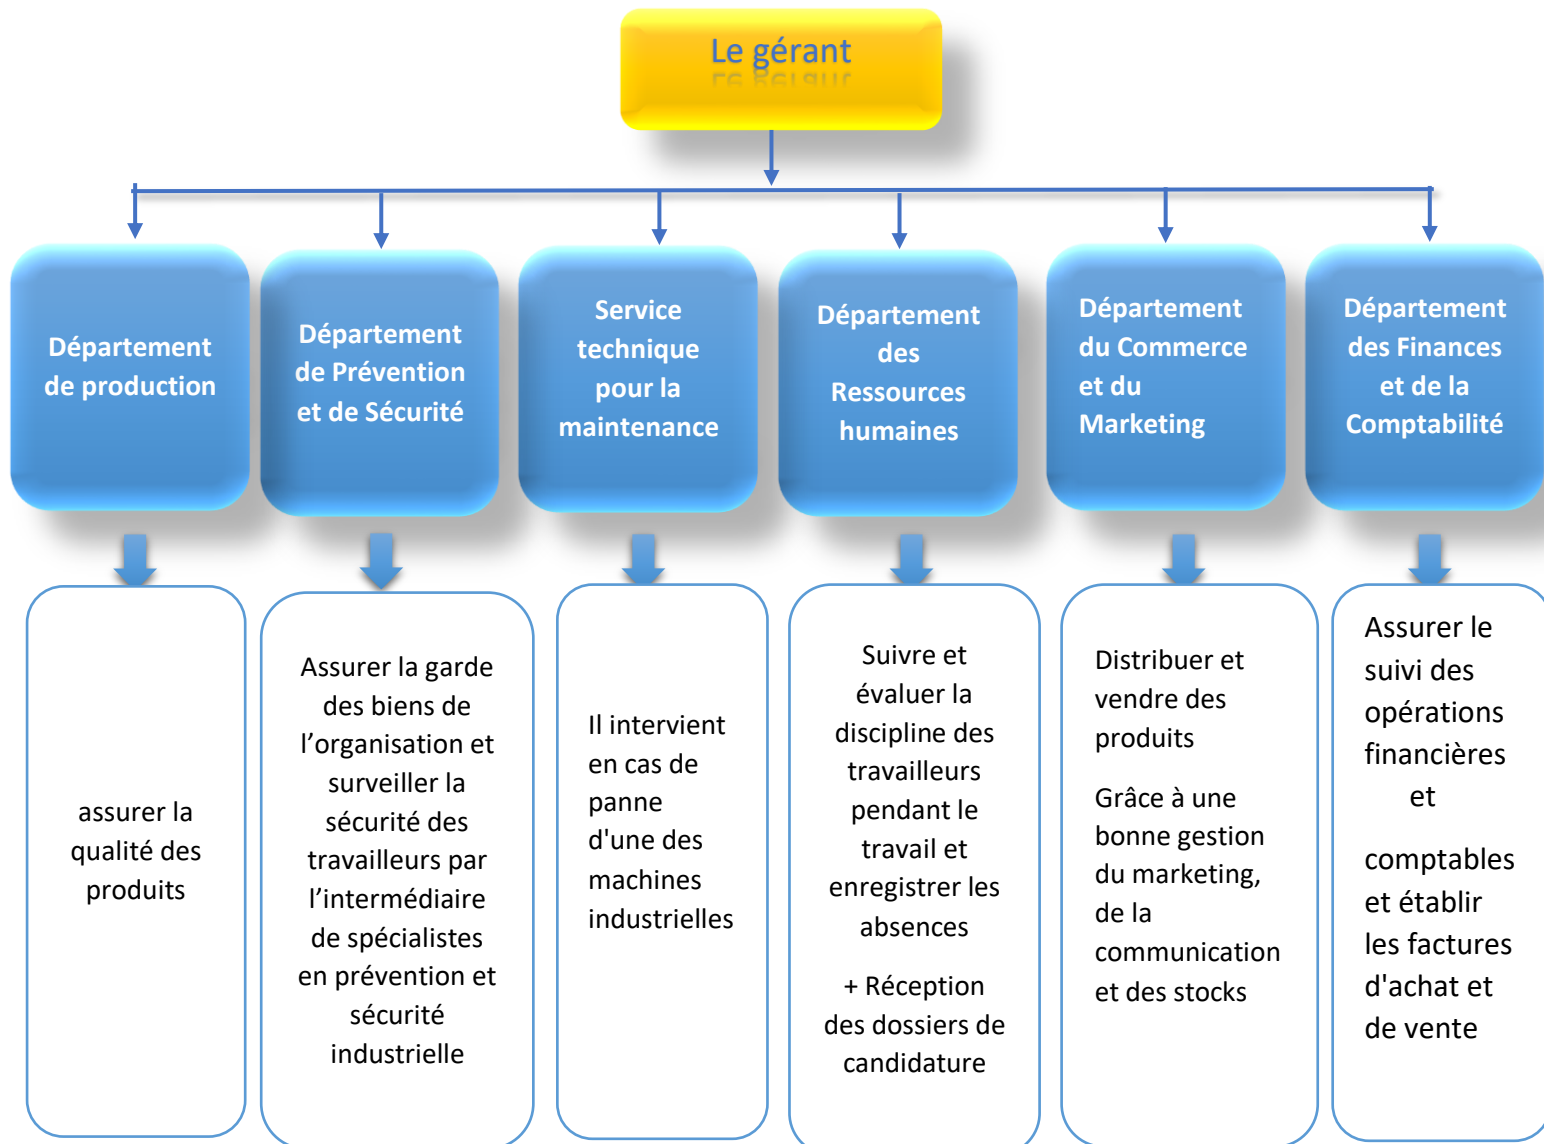 Le gérant
Département
de production
Département
de Prévention
et de Sécurité
Service
technique
pour la
maintenance
Département
des
Ressources
humaines
Département
du Commerce
et du
Marketing
Département
des Finances
et de la
Comptabilité
assurer la
qualité des
produits
Assurer la garde
des biens de
l’organisation et
surveiller la
sécurité des
travailleurs par
l’intermédiaire
de spécialistes
en prévention et
sécurité
industrielle
Il intervient
en cas de
panne
d'une des
machines
industrielles
Suivre et
évaluer la
discipline des
travailleurs
pendant le
travail et
enregistrer les
absences
+ Réception
des dossiers de
candidature
Distribuer et
vendre des
produits
Grâce à une
bonne gestion
du marketing,
de la
communication
et des stocks
Assurer le
suivi des
opérations
financières
et
comptables
et établir
les factures
d'achat et
de vente